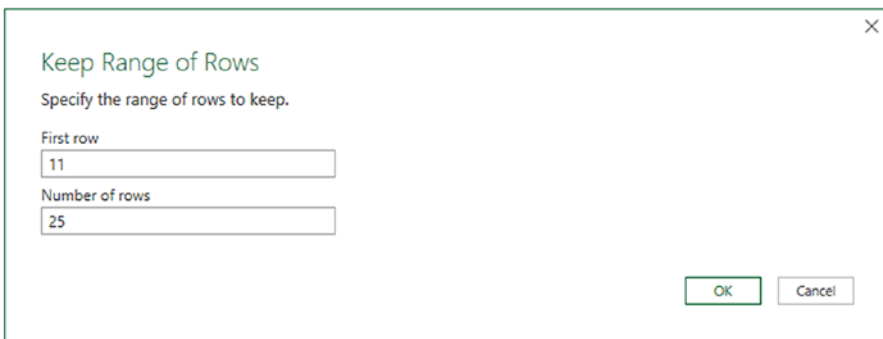 Keep Range of Rows
Specify the range of rows to keep.
First row
11
Number of rows
25
OK Cancel